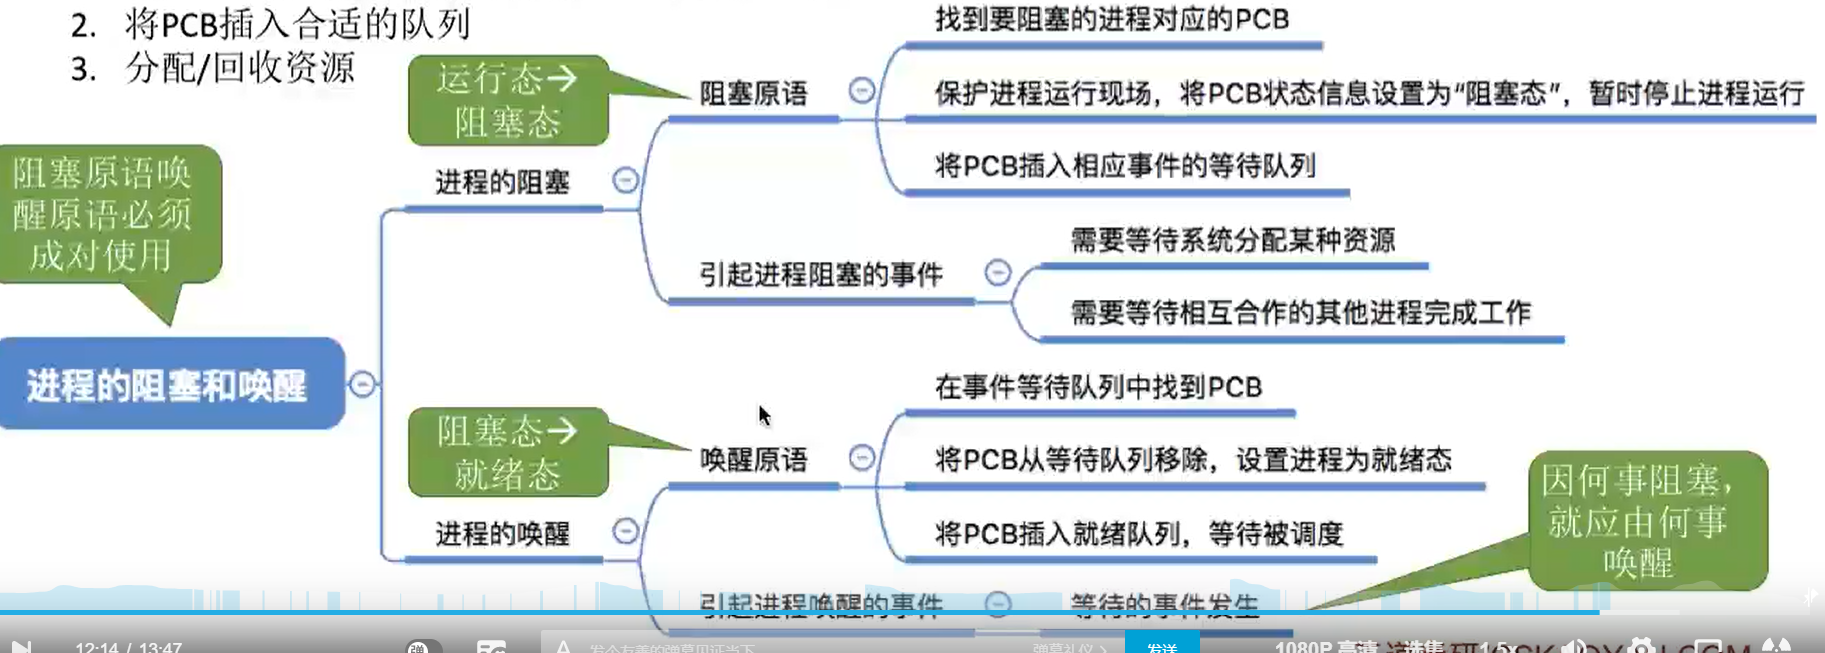 2. 将PCB插入合适的队列
3. 分配/回收资源
阻塞原语唤
醒原语必须
成对使用
进程的阻塞和唤醒
运行态→
阻塞态
进程的阻塞
阻塞原语
找到要阻塞的进程对应的PCB
保护进程运行现场，将PCB状态信息设置为“阻塞态”，暂时停止进程运行
将PCB插入相应事件的等待队列
引起进程阻塞的事件
需要等待系统分配某种资源
需要等待相互合作的其他进程完成工作
阻塞态→
就绪态
进程的唤醒
唤醒原语
在事件等待队列中找到PCB
将PCB从等待队列移除，设置进程为就绪态
将PCB插入就绪队列，等待被调度
引起进程唤醒的事件
等待的事件发生
因何事阻塞，
就应由何事
唤醒
12:14 / 13:47
弹
发个友善的弹幕见证当下
弹幕礼仪 >
发送
1080P 高清
选集
1.5x